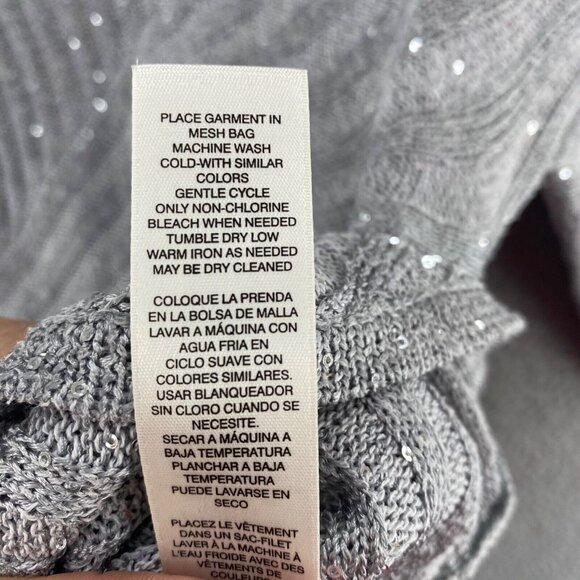 PLACE GARMENT IN
MESH BAG
MACHINE WASH
COLD-WITH SIMILAR
COLORS
GENTLE CYCLE
ONLY NON-CHLORINE
BLEACH WHEN NEEDED
TUMBLE DRY LOW
WARM IRON AS NEEDED
MAY BE DRY CLEANED
COLOQUE LA PRENDA
EN LA BOLSA DE MALLA
LAVAR A MÁQUINA CON
AGUA FRIA EN
CICLO SUAVE CON
COLORES SIMILARES.
USAR BLANQUEADOR
SIN CLORO CUANDO SE
NECESITE.
SECAR A MÁQUINA A
BAJA TEMPERATURA
PLANCHAR A BAJA
TEMPERATURA
PUEDE LAVARSE EN
SECO
PLACEZ LE VÊTEMENT
DANS UN SAC-FILET
LAVER À LA MACHINE À
L'EAU FROIDE AVEC DES
VÊTEMENTS DE
COULEURS